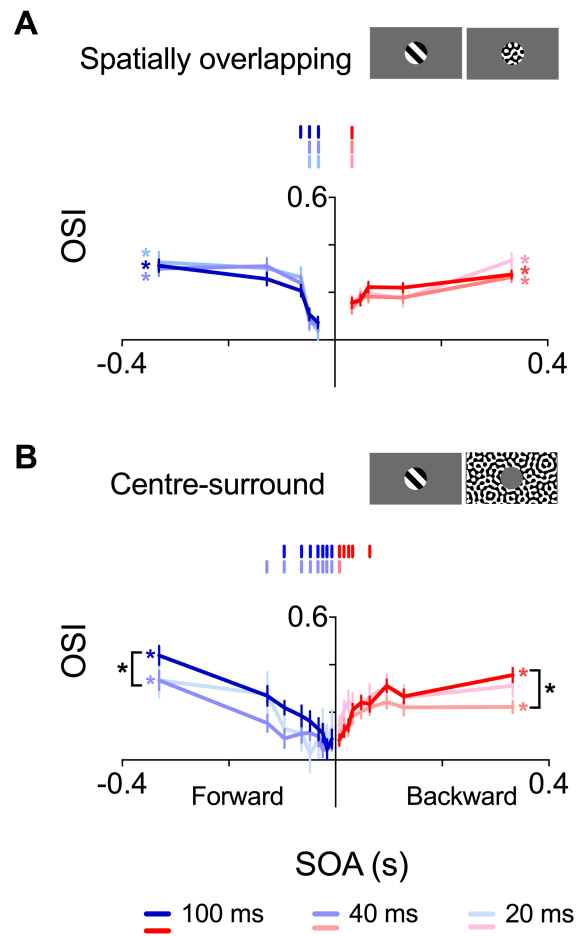 A
Spatially overlapping
0.6
OSI
* * *
* * *
-0.4
0.4
B
Centre-surround
0.6
OSI
* * *
* * *
-0.4
0.4
Forward
Backward
SOA (s)
100 ms
40 ms
20 ms